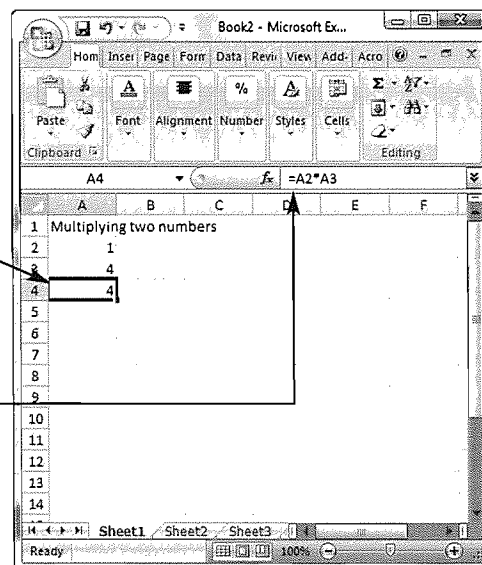 Book2 - Microsoft Ex...
Hom Inser Page Form Data Revie View Add- Acro
Paste Font Alignment Number Styles Cells
Clipboard Editing
A4 fx =A2*A3
A B C D E F
1 Multiplying two numbers
2 1
3 4
4 4
5
6
7
8
9
10
11
12
13
14
Sheet1 Sheet2 Sheet3
Ready 100%